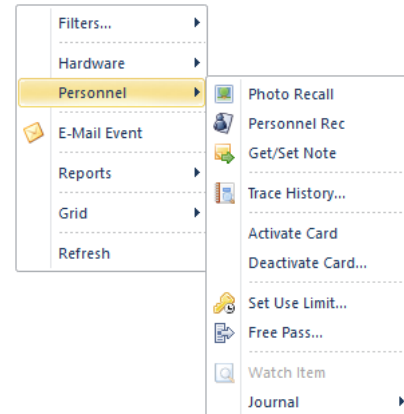 Filters...
Hardware
Personnel
E-Mail Event
Reports
Grid
Refresh
Photo Recall
Personnel Rec
Get/Set Note
Trace History...
Activate Card
Deactivate Card...
Set Use Limit...
Free Pass...
Watch Item
Journal